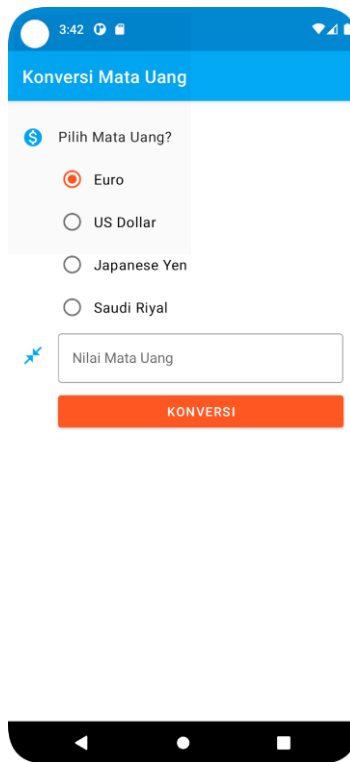 3:42
Konversi Mata Uang
Pilih Mata Uang?
Euro
US Dollar
Japanese Yen
Saudi Riyal
Nilai Mata Uang
KONVERSI